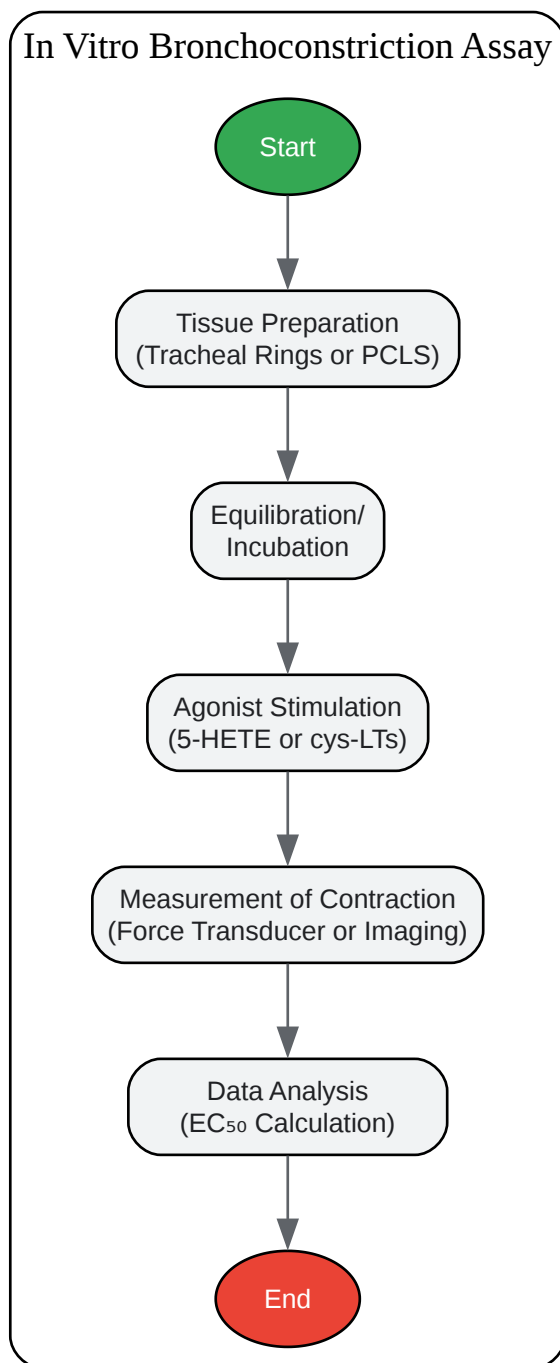 In Vitro Bronchoconstriction Assay
Start
Tissue Preparation
(Tracheal Rings or PCLS)
Equilibration/
Incubation
Agonist Stimulation
(5-HETE or cys-LTs)
Measurement of Contraction
(Force Transducer or Imaging)
Data Analysis
(EC₅₀ Calculation)
End